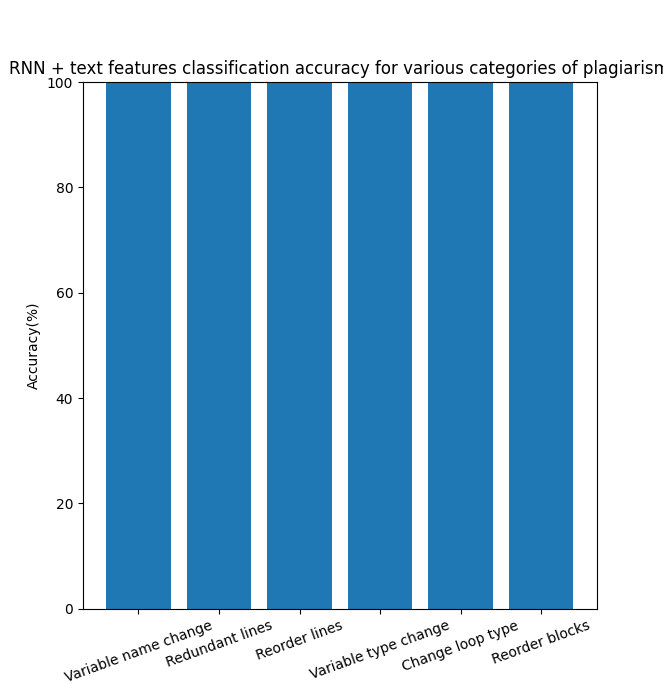 RNN + text features classification accuracy for various categories of plagiarism
100
80
60
40
20
0
Accuracy(%)
Variable name change
Redundant lines
Reorder lines
Variable type change
Change loop type
Reorder blocks